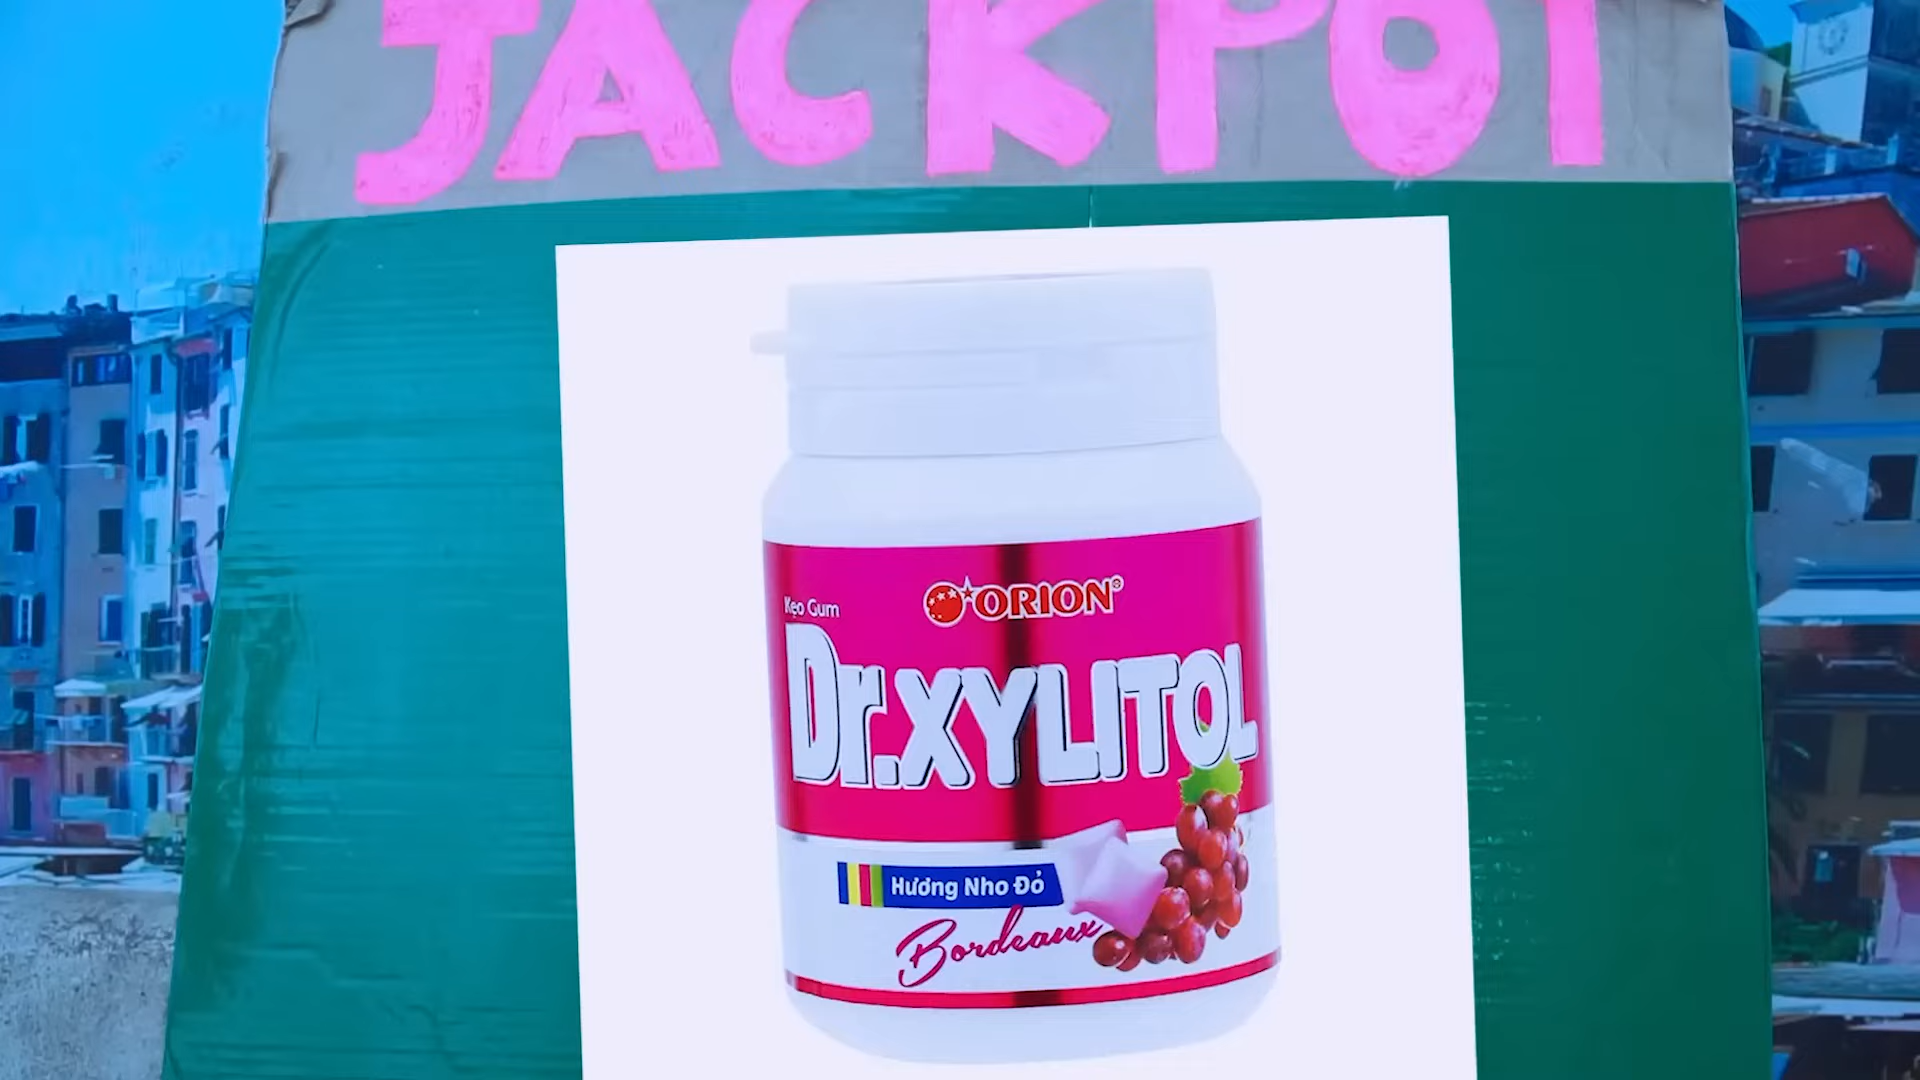 JACKPOT
ORION®
Kẹo Gum
Dr.XYLITOL
Hương Nho Đỏ
Bordeaux